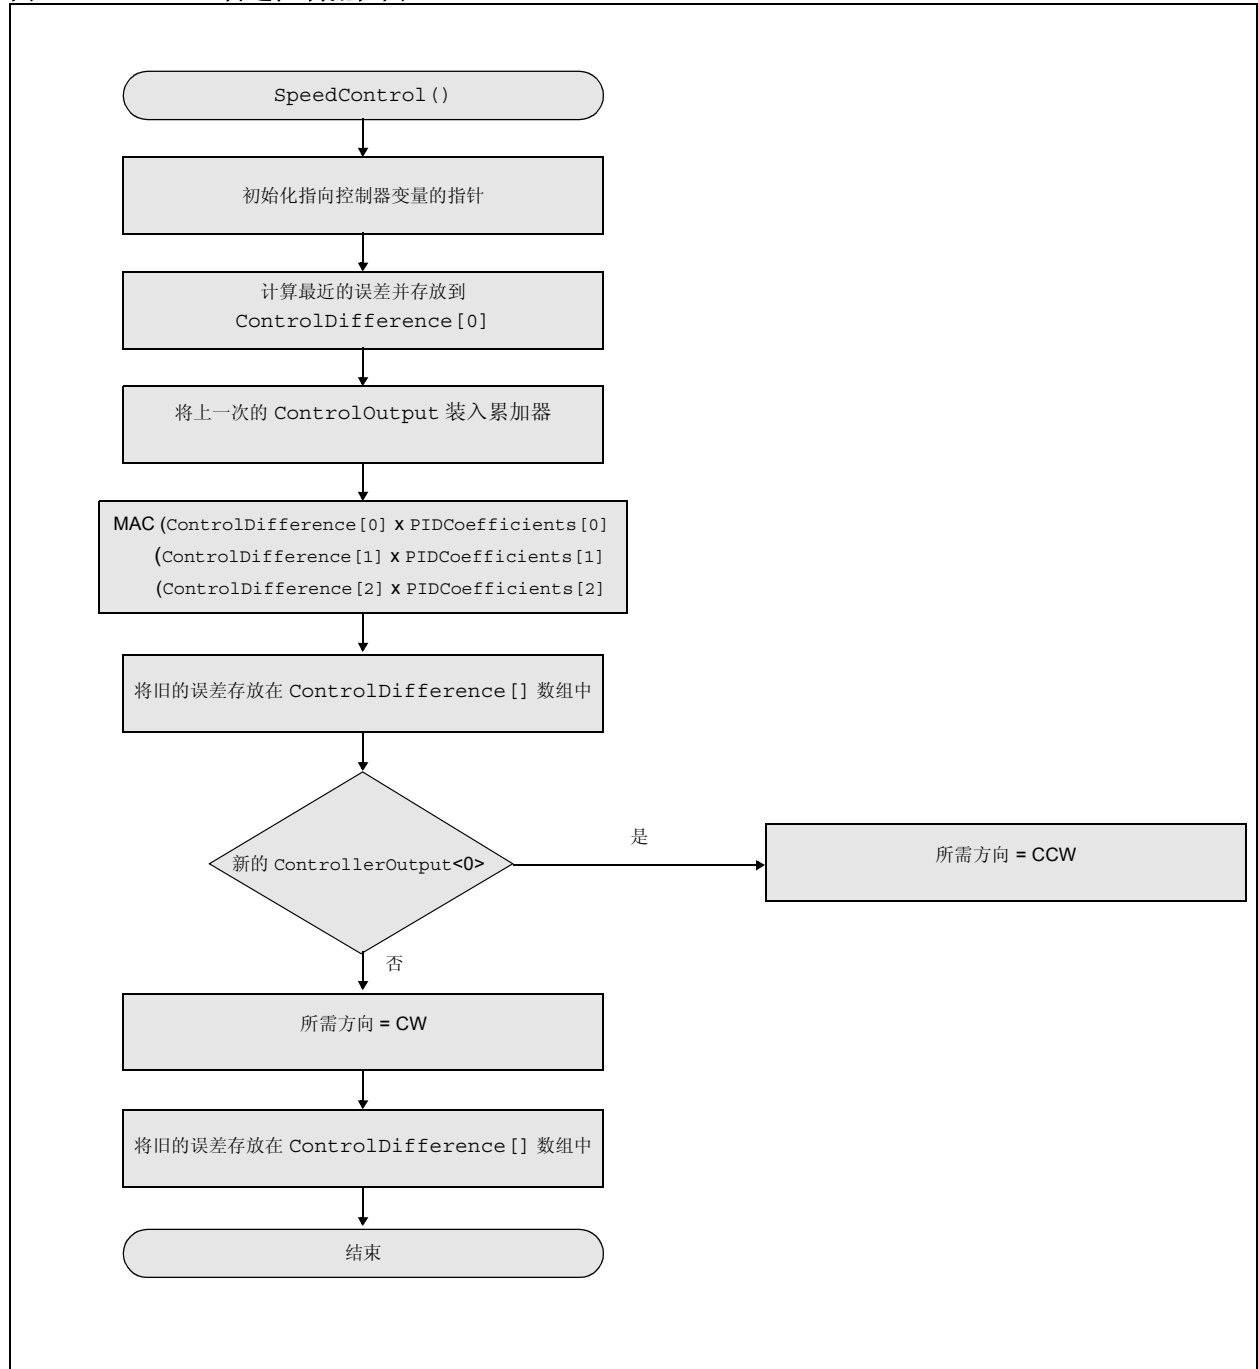 SpeedControl()
初始化指向控制器变量的指针
计算最近的误差并存放到
ControlDifference[0]
将上一次的 ControlOutput 装入累加器
MAC (ControlDifference[0] x PIDCoefficients[0]
(ControlDifference[1] x PIDCoefficients[1]
(ControlDifference[2] x PIDCoefficients[2]
将旧的误差存放在 ControlDifference[] 数组中
新的 ControllerOutput<0>
是
所需方向 = CCW
否
所需方向 = CW
将旧的误差存放在 ControlDifference[] 数组中
结束